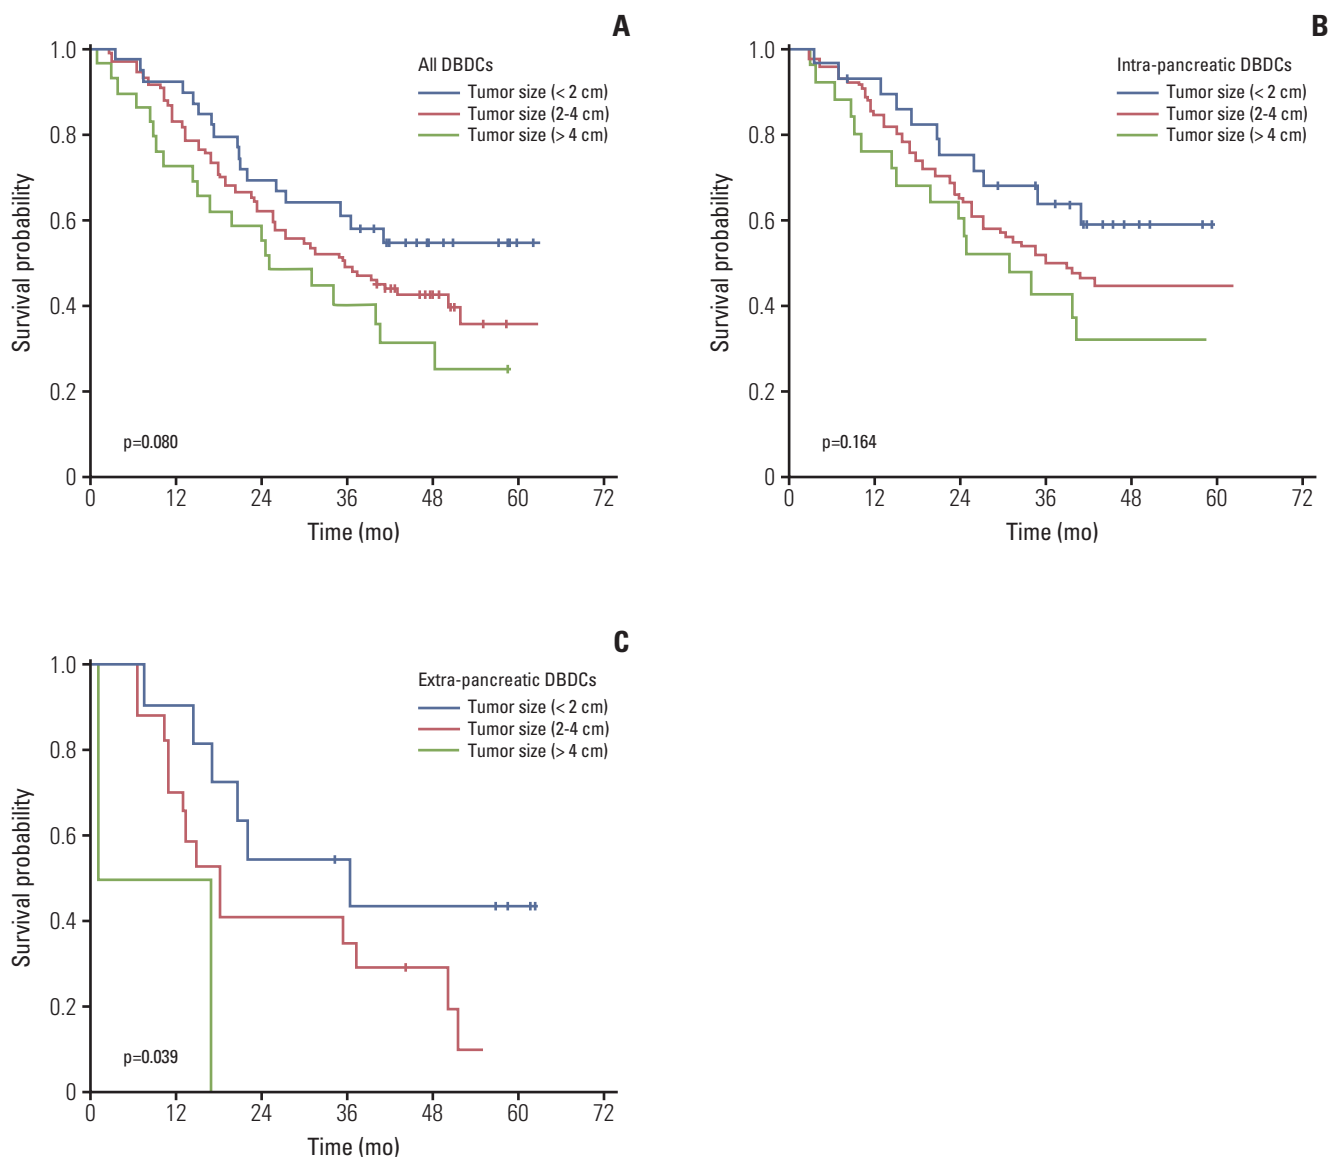 A
1.0
0.8
0.6
0.4
0.2
0
Survival probability
All DBDCs
Tumor size (< 2 cm)
Tumor size (2-4 cm)
Tumor size (> 4 cm)
p=0.080
0 12 24 36 48 60 72
Time (mo)
B
1.0
0.8
0.6
0.4
0.2
0
Survival probability
Intra-pancreatic DBDCs
Tumor size (< 2 cm)
Tumor size (2-4 cm)
Tumor size (> 4 cm)
p=0.164
0 12 24 36 48 60 72
Time (mo)
C
1.0
0.8
0.6
0.4
0.2
0
Survival probability
Extra-pancreatic DBDCs
Tumor size (< 2 cm)
Tumor size (2-4 cm)
Tumor size (> 4 cm)
p=0.039
0 12 24 36 48 60 72
Time (mo)